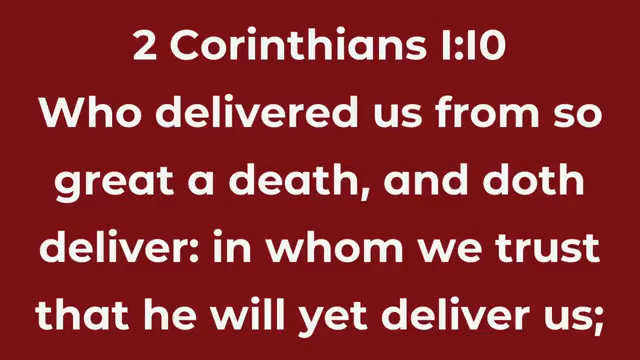 2 Corinthians 1:10
Who delivered us from so
great a death, and doth
deliver: in whom we trust
that he will yet deliver us;